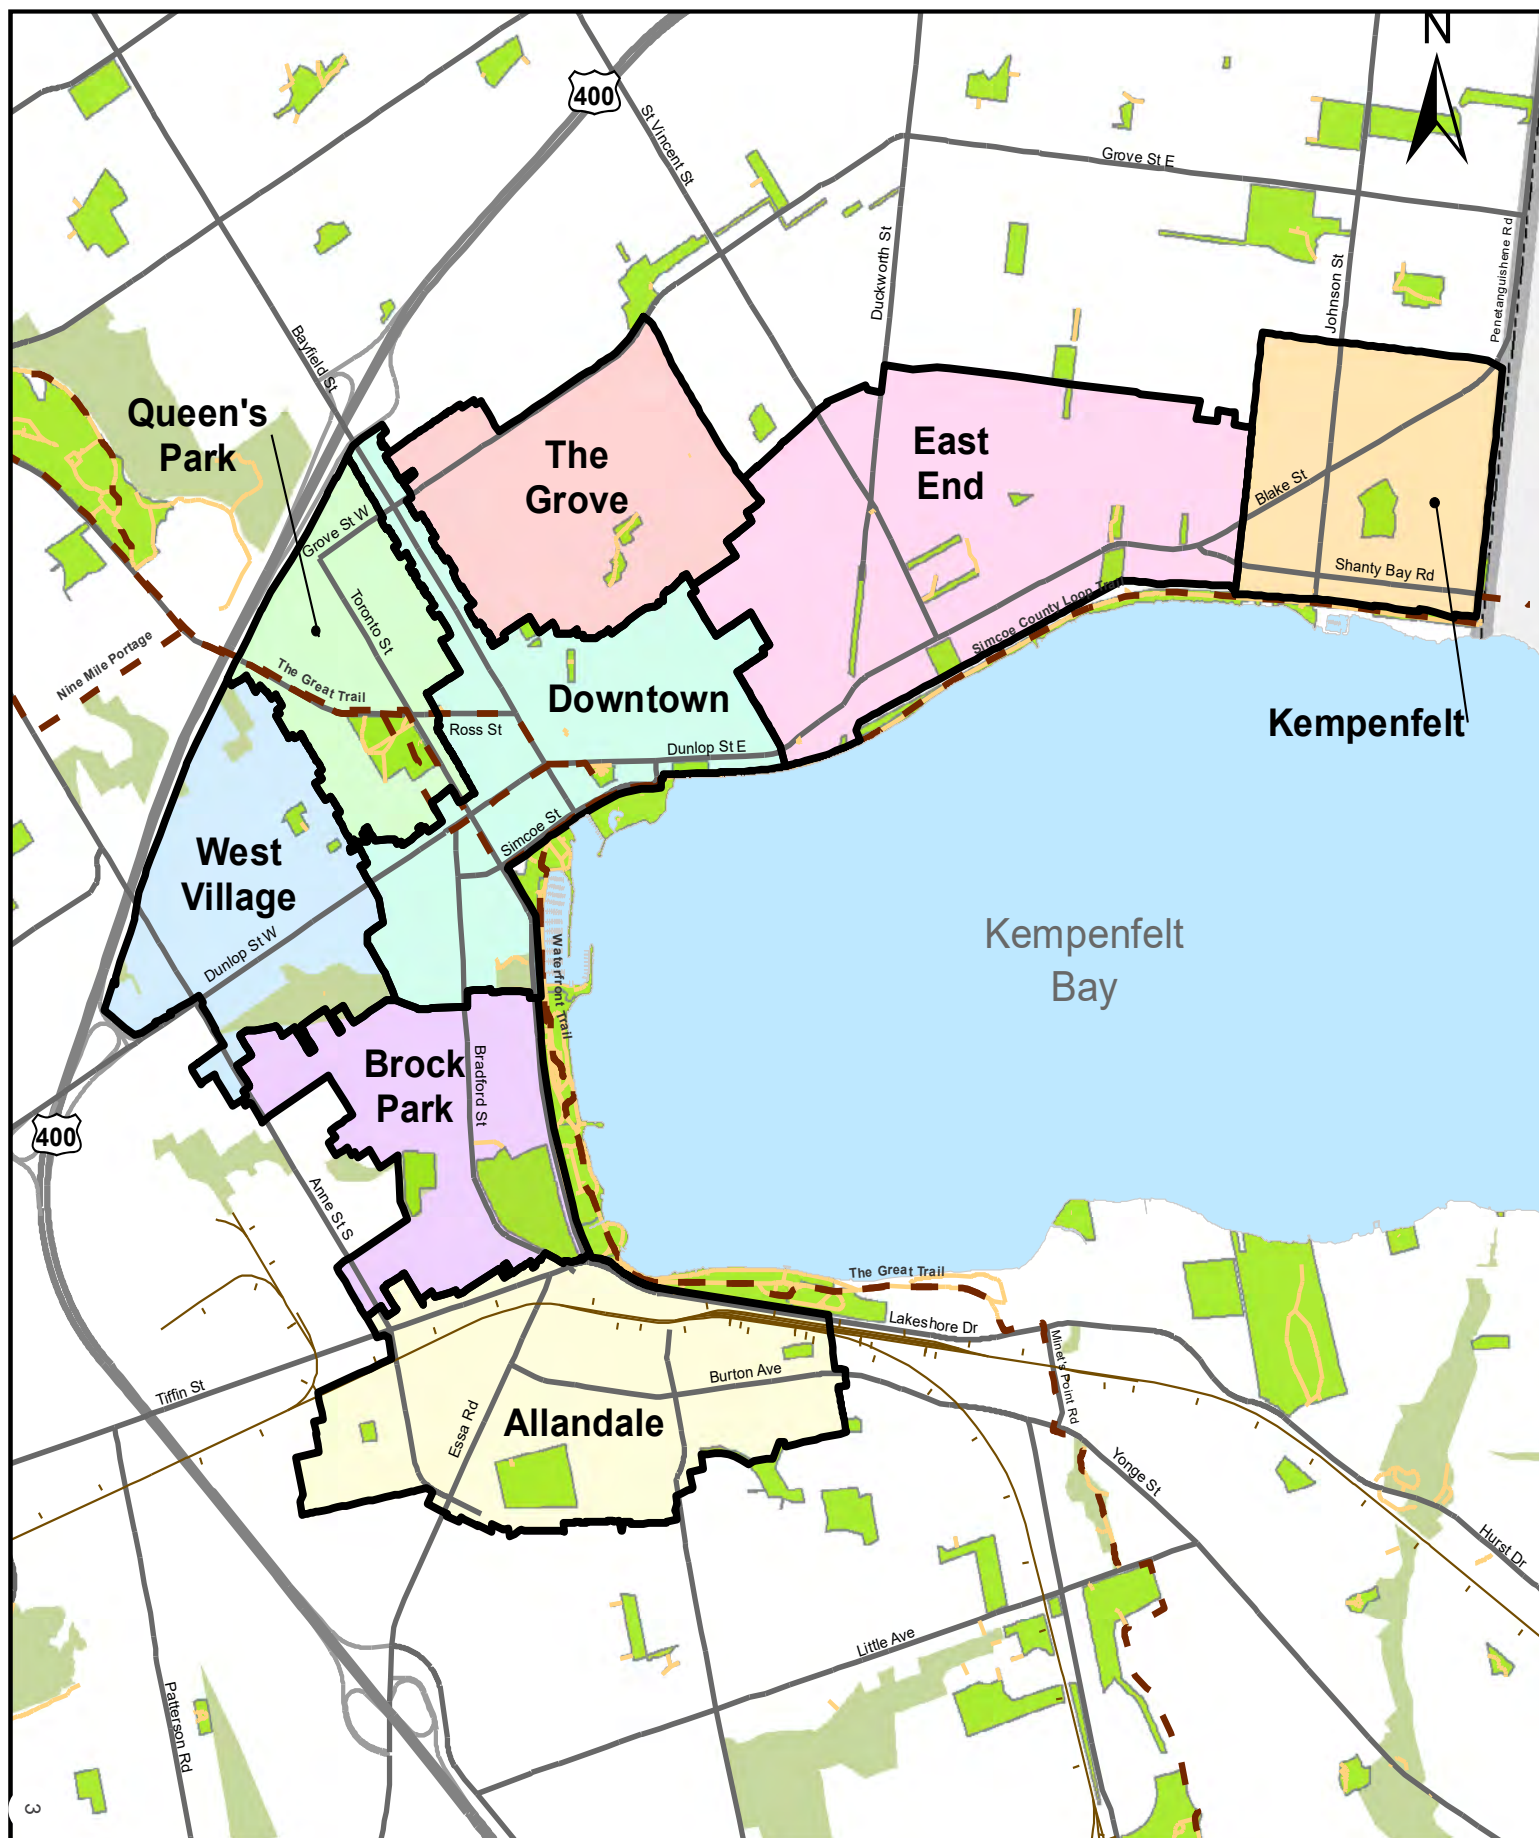 N
400
St Vincent St
Grove St E
Duckworth St
Johnson St
Penetanguishene Rd
Bayfield St
Queen's
Park
The
Grove
East
End
Blake St
Grove St W
Shanty Bay Rd
Toronto St
Simcoe County Loop Trail
Nine Mile Portage
The Great Trail
Ross St
Downtown
Dunlop St E
Kempenfelt
West
Village
Simcoe St
Dunlop St W
Waterfront Trail
Kempenfelt
Bay
Brock
Park
Bradford St
400
Anne St S
The Great Trail
Lakeshore Dr
Minet's Point Rd
Tiffin St
Burton Ave
Essa Rd
Allandale
Yonge St
Hurst Dr
Little Ave
Patterson Rd
3